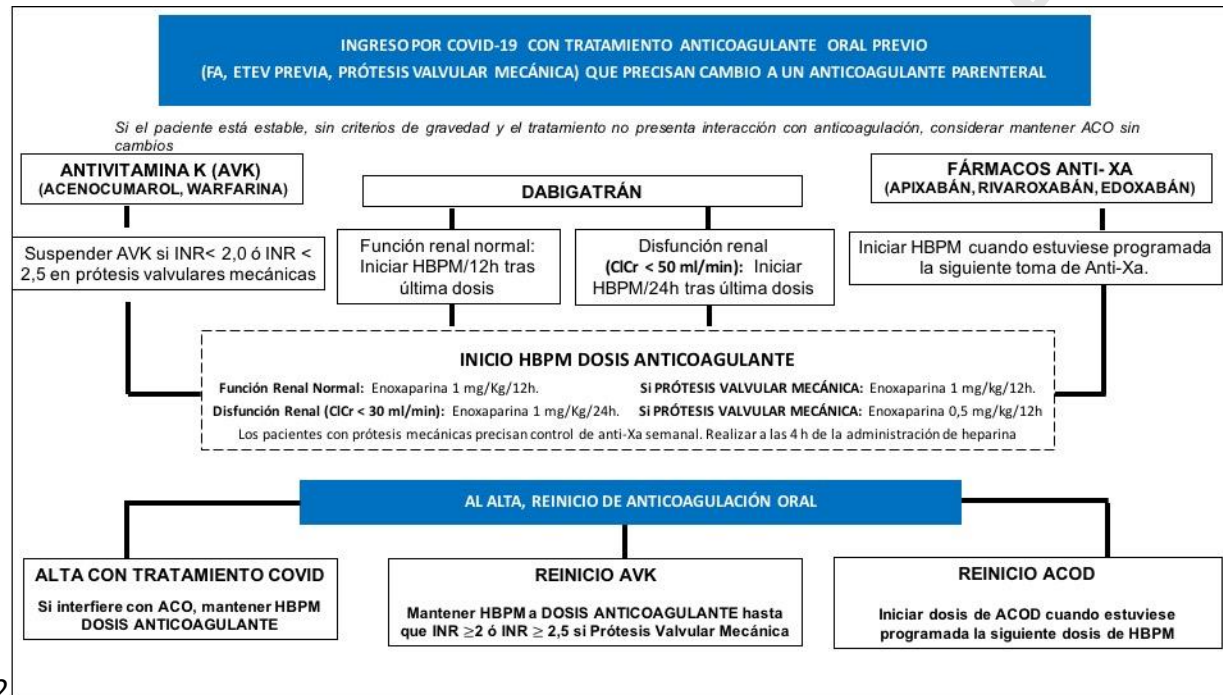 INGRESO POR COVID-19 CON TRATAMIENTO ANTICOAGULANTE ORAL PREVIO
(FA, ETEV PREVIA, PRÓTESIS VALVULAR MECÁNICA) QUE PRECISAN CAMBIO A UN ANTICOAGULANTE PARENTERAL
Si el paciente está estable, sin criterios de gravedad y el tratamiento no presenta interacción con anticoagulación, considerar mantener ACO sin
cambios
ANTIVITAMINA K (AVK)
(ACENOCUMAROL, WARFARINA)
Suspender AVK si INR< 2,0 ó INR <
2,5 en prótesis valvulares mecánicas
DABIGATRÁN
Función renal normal:
Iniciar HBPM/12h tras
última dosis
Disfunción renal
(ClCr < 50 ml/min): Iniciar
HBPM/24h tras última dosis
FÁRMACOS ANTI- XA
(APIXABÁN, RIVAROXABÁN, EDOXABÁN)
Iniciar HBPM cuando estuviese programada
la siguiente toma de Anti-Xa.
INICIO HBPM DOSIS ANTICOAGULANTE
Función Renal Normal: Enoxaparina 1 mg/Kg/12h. Si PRÓTESIS VALVULAR MECÁNICA: Enoxaparina 1 mg/kg/12h.
Disfunción Renal (ClCr < 30 ml/min): Enoxaparina 1 mg/Kg/24h. Si PRÓTESIS VALVULAR MECÁNICA: Enoxaparina 0,5 mg/kg/12h
Los pacientes con prótesis mecánicas precisan control de anti-Xa semanal. Realizar a las 4 h de la administración de heparina
AL ALTA, REINICIO DE ANTICOAGULACIÓN ORAL
ALTA CON TRATAMIENTO COVID
Si interfiere con ACO, mantener HBPM
DOSIS ANTICOAGULANTE
REINICIO AVK
Mantener HBPM a DOSIS ANTICOAGULANTE hasta
que INR ≥2 ó INR ≥ 2,5 si Prótesis Valvular Mecánica
REINICIO ACOD
Iniciar dosis de ACOD cuando estuviese
programada la siguiente dosis de HBPM